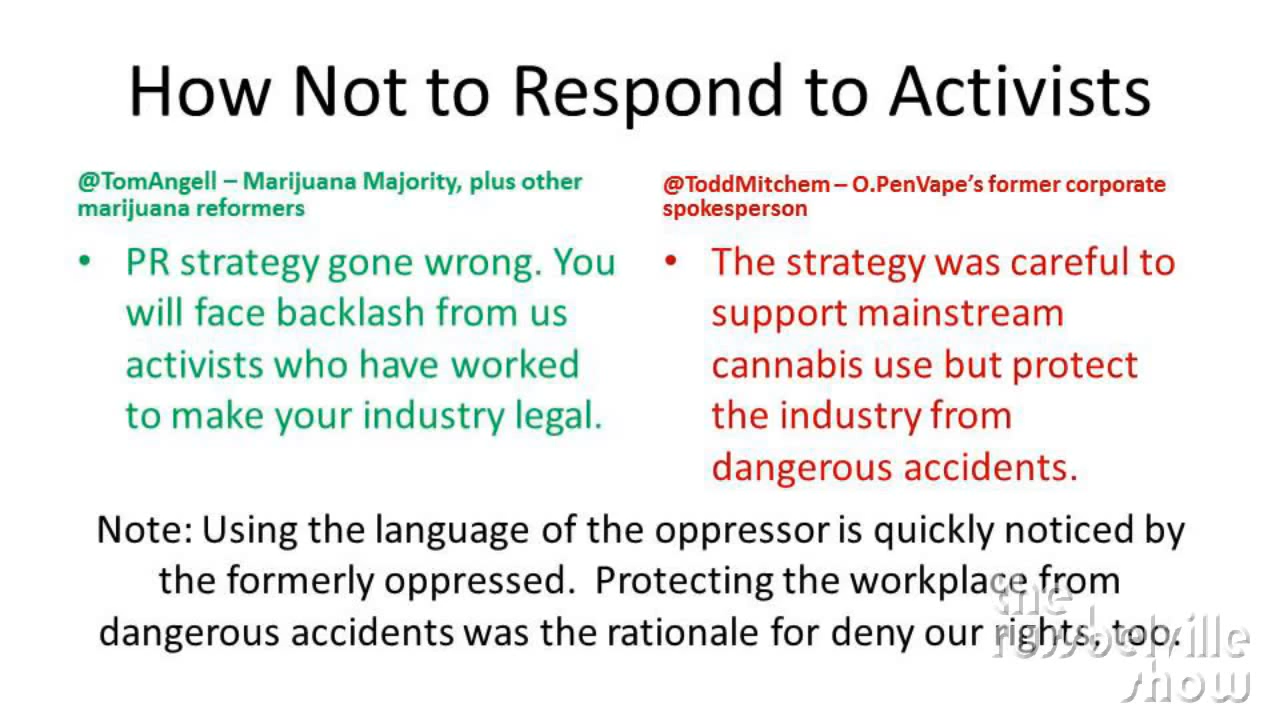 How Not to Respond to Activists
@TomAngell – Marijuana Majority, plus other
marijuana reformers
• PR strategy gone wrong. You
will face backlash from us
activists who have worked
to make your industry legal.
@ToddMitchem – O.PenVape’s former corporate
spokesperson
• The strategy was careful to
support mainstream
cannabis use but protect
the industry from
dangerous accidents.
Note: Using the language of the oppressor is quickly noticed by
the formerly oppressed.  Protecting the workplace from
dangerous accidents was the rationale for deny our rights, too.
the
russbelville
show